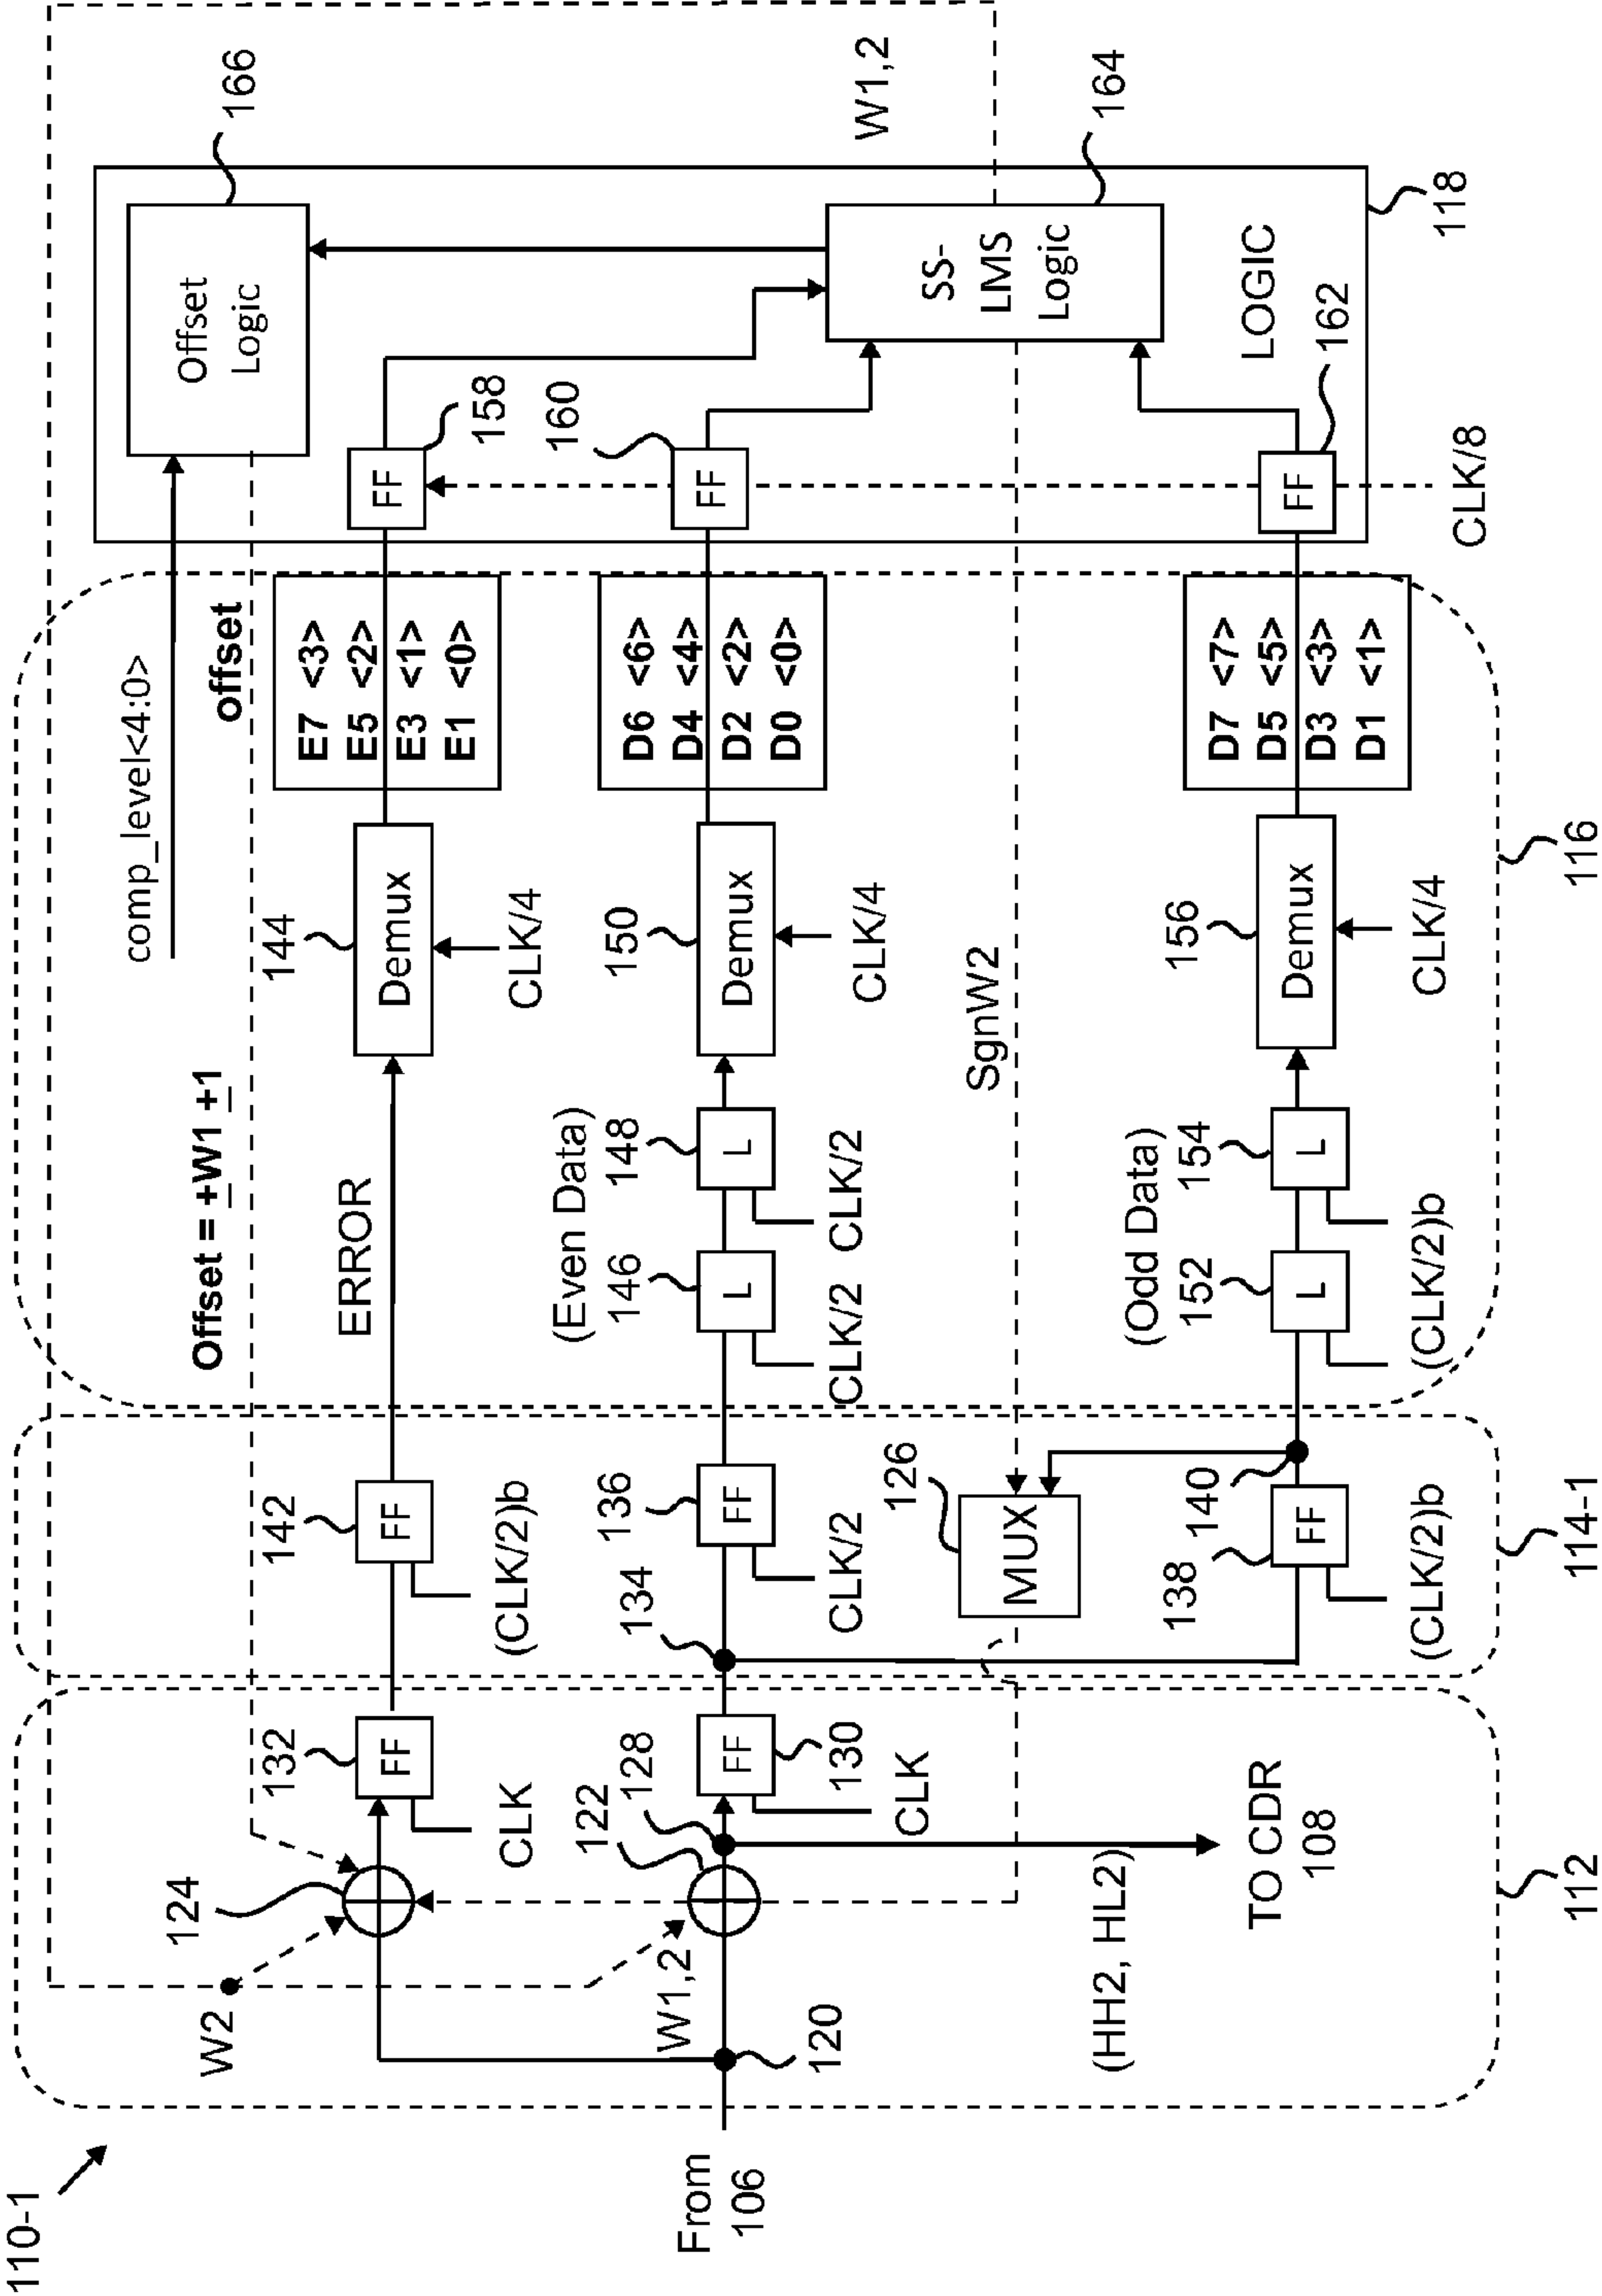 110-1
From
106
120
W2
W1,2
124
122
128
(HH2, HL2)
TO CDR
108
112
132
FF
CLK
FF
130
CLK
134
142
FF
(CLK/2)b
136
FF
CLK/2
126
MUX
140
138
FF
(CLK/2)b
114-1
Offset = +W1 +1
ERROR
(Even Data)
146
L
CLK/2
148
L
CLK/2
(Odd Data)
152
L
154
L
(CLK/2)b
SgnW2
144
Demux
CLK/4
150
Demux
CLK/4
156
Demux
CLK/4
116
comp_level<4:0>
offset
E7 <3>
E5 <2>
E3 <1>
E1 <0>
D6 <6>
D4 <4>
D2 <2>
D0 <0>
D7 <7>
D5 <5>
D3 <3>
D1 <1>
Offset
Logic
166
FF
158
160
FF
FF
162
CLK/8
SS-
LMS
Logic
164
LOGIC
118
W1,2